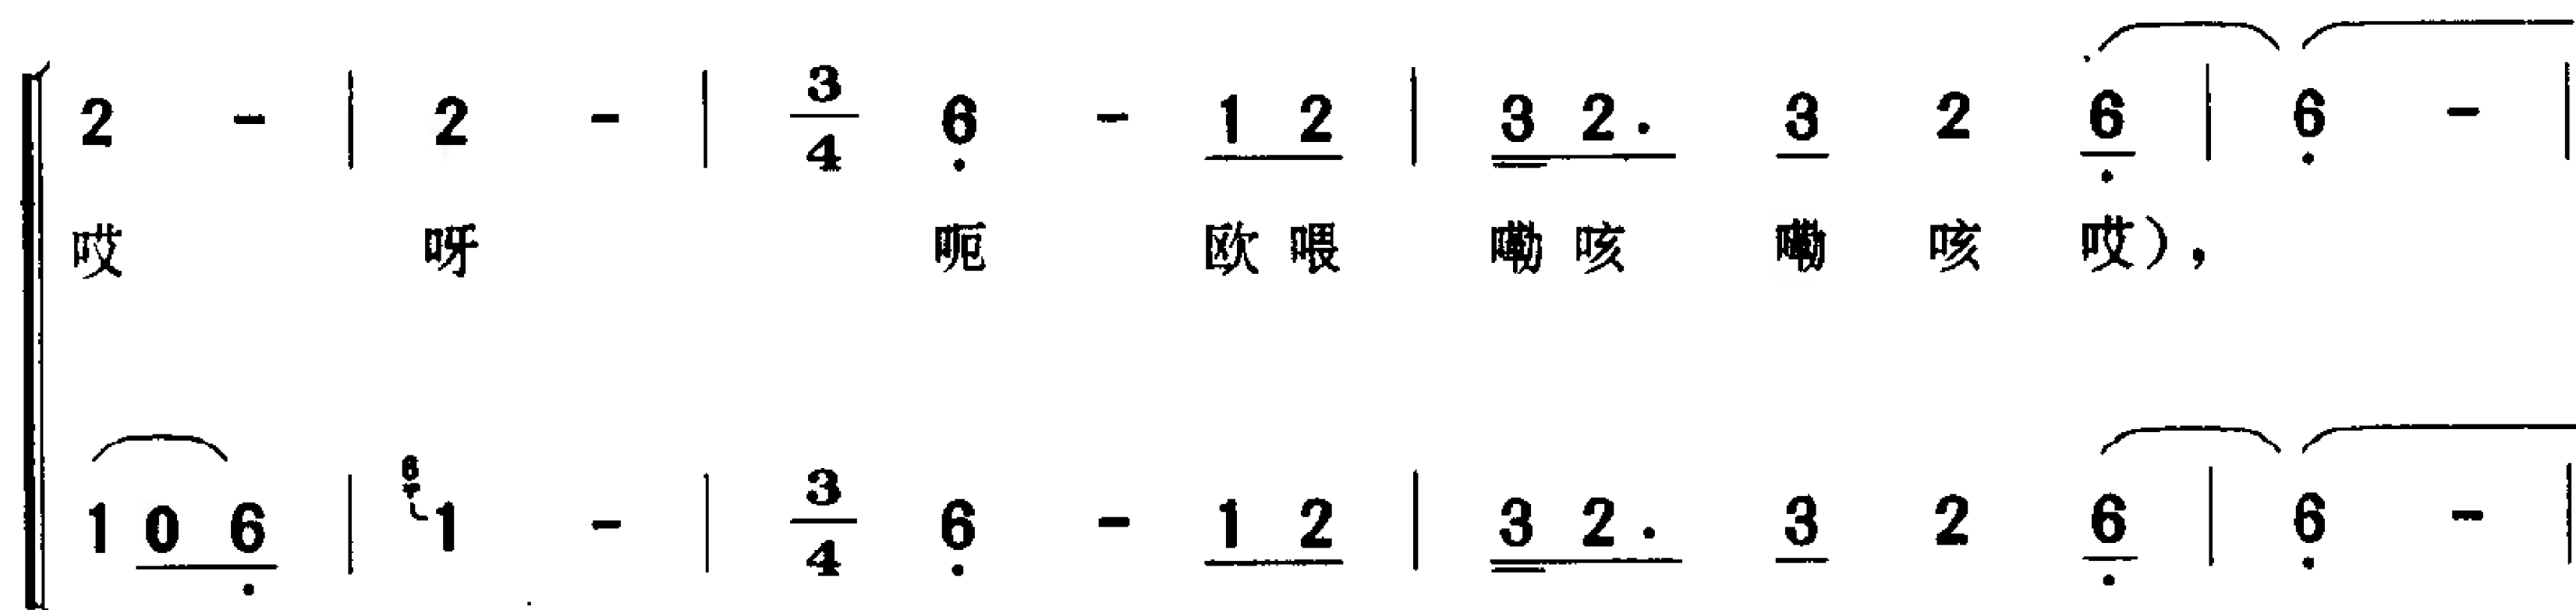 2 - | 2 - | 3/4 6 - 1 2 | 3 2. 3 2 6 | 6 - |
哎 呀 呃 欧 喂 嘞 咳 嘞 咳 哎），
1 0 6 | 6 1 - | 3/4 6 - 1 2 | 3 2. 3 2 6 | 6 - |